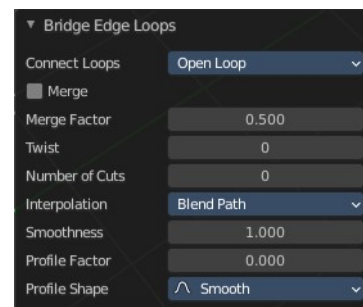 Bridge Edge Loops
Connect Loops Open Loop
Merge
Merge Factor 0.500
Twist 0
Number of Cuts 0
Interpolation Blend Path
Smoothness 1.000
Profile Factor 0.000
Profile Shape Smooth